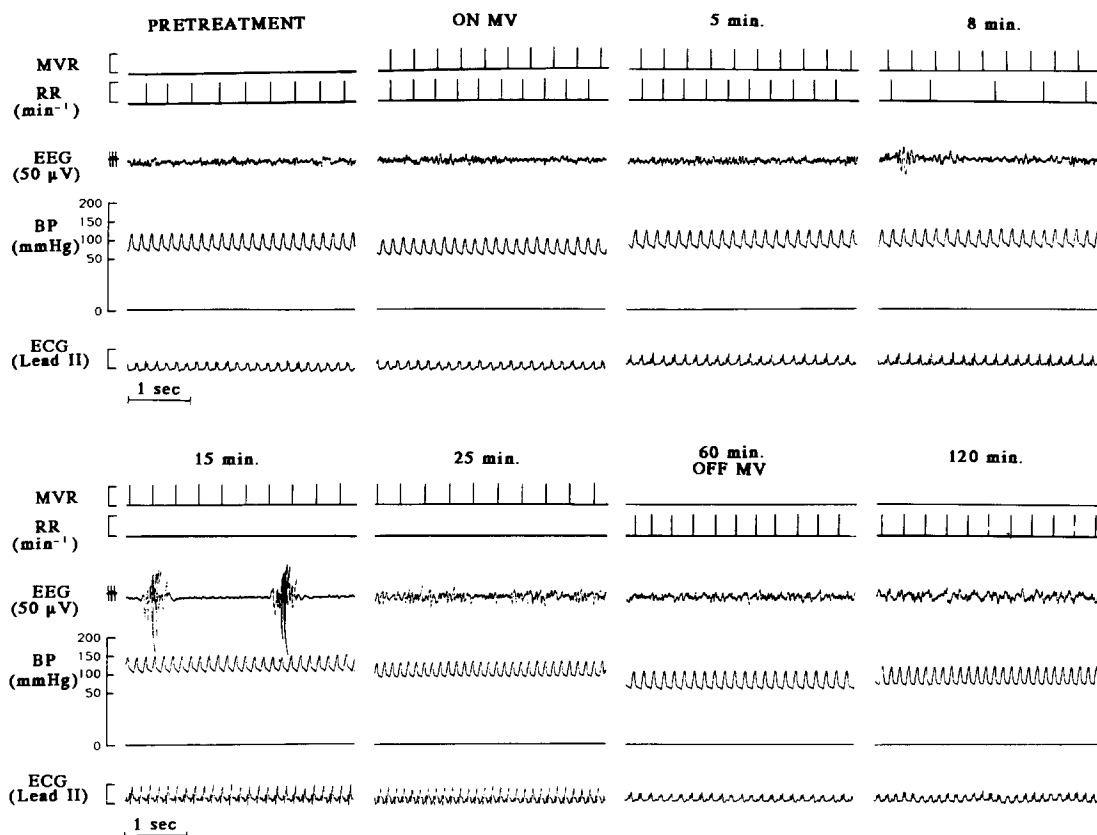 PRETREATMENT ON MV 5 min. 8 min.
MVR
RR
(min⁻¹)
EEG
(50 µV)
BP
(mmHg)
200
150
100
50
0
ECG
(Lead II)
1 sec
15 min. 25 min. 60 min. 120 min.
OFF MV
MVR
RR
(min⁻¹)
EEG
(50 µV)
BP
(mmHg)
200
150
100
50
0
ECG
(Lead II)
1 sec